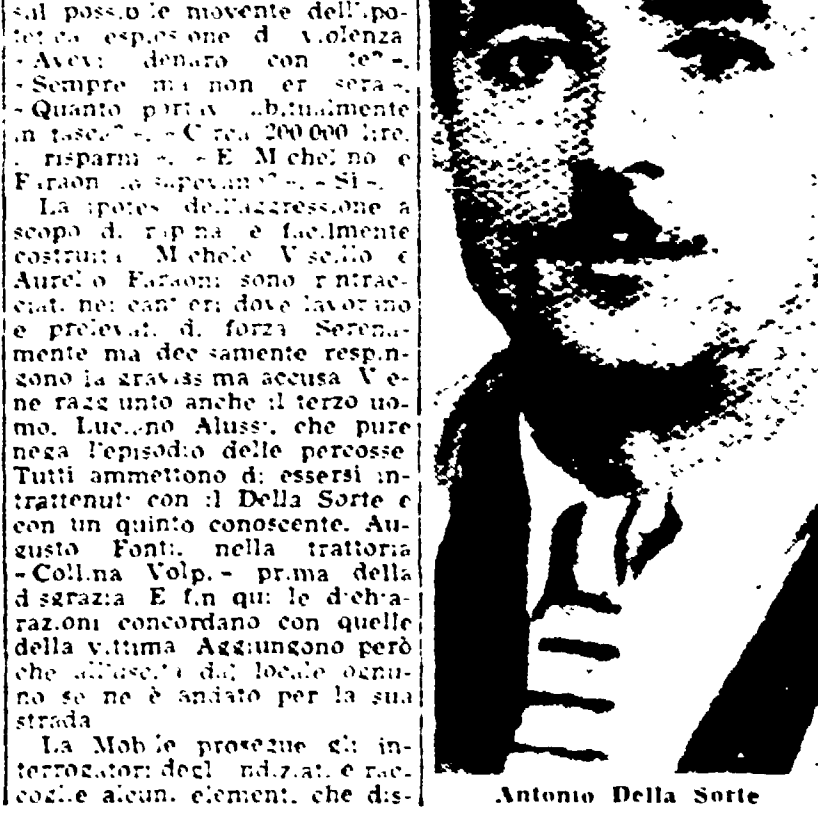 sul possibile movente dell'ipo-
tetica espressione di violenza
- Avevi denaro con te? -.
- Sempre ma non ier sera -.
- Quanto portavi abitualmente
in tasca? -. - Circa 200.000 lire,
i risparmi -. - E Michelino e
Faraoni lo sapevano? -. - Sì -.
La ipotesi dell'aggressione a
scopo di rapina è facilmente
costruita Michele Viscillo e
Aurelio Faraoni sono rintrac-
ciati nei cantieri dove lavorano
e prelevati di forza Serena-
mente ma decisamente respin-
gono la gravissima accusa Vie-
ne raggiunto anche il terzo uo-
mo, Luciano Alussi, che pure
nega l'episodio delle percosse
Tutti ammettono di essersi in-
trattenuti con il Della Sorte e
con un quinto conoscente, Au-
gusto Fonti, nella trattoria
- Collina Volpi - prima della
disgrazia E fin qui le dichia-
razioni concordano con quelle
della vittima Aggiungono però
che all'uscita dal locale ognu-
no se ne è andato per la sua
strada
La Mobile prosegue gli in-
terrogatori degli indiziati e rac-
coglie alcuni elementi che dis-
Antonio Della Sorte